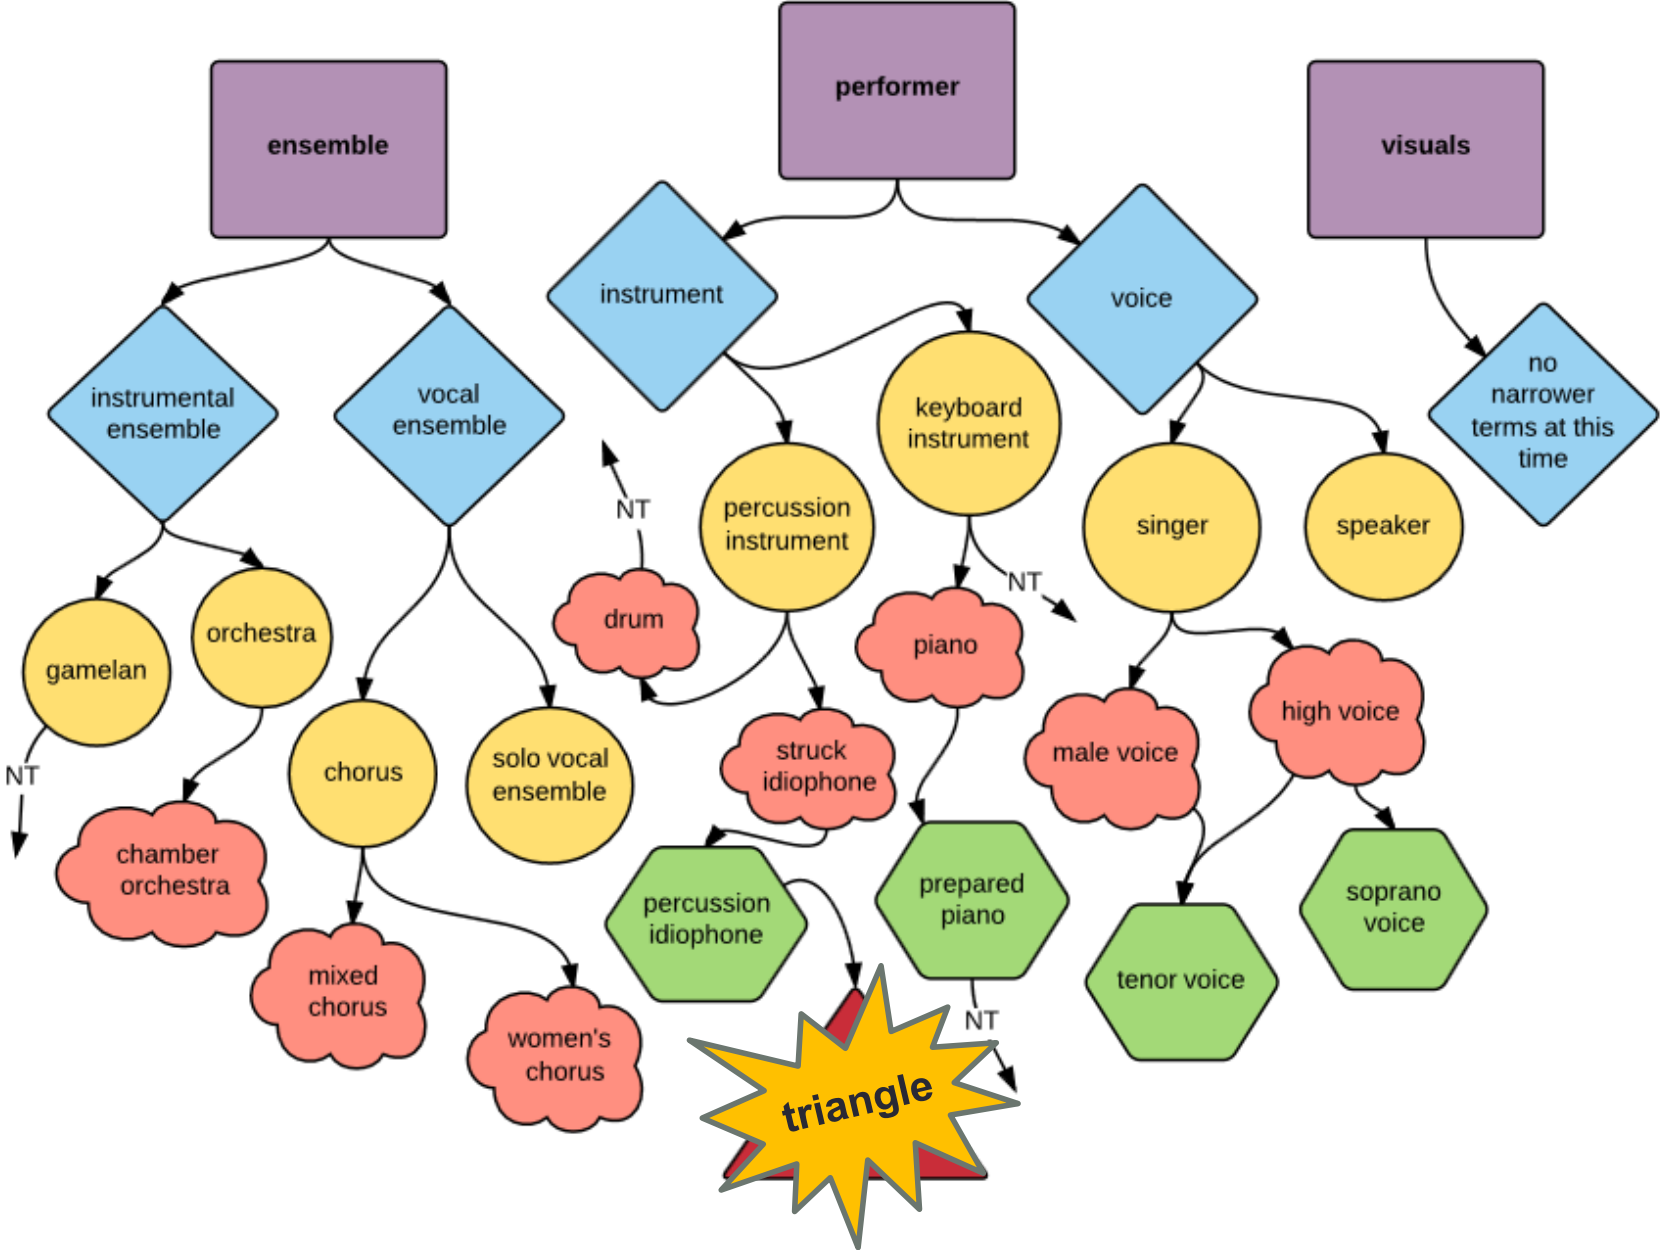 performer
ensemble
visuals
instrument
voice
no
narrower
terms at this
time
instrumental
ensemble
vocal
ensemble
keyboard
instrument
percussion
instrument
singer
speaker
NT
NT
drum
piano
gamelan
orchestra
high voice
male voice
struck
idiophone
chorus
solo vocal
ensemble
NT
chamber
orchestra
percussion
idiophone
prepared
piano
soprano
voice
tenor voice
mixed
chorus
NT
women's
chorus
triangle